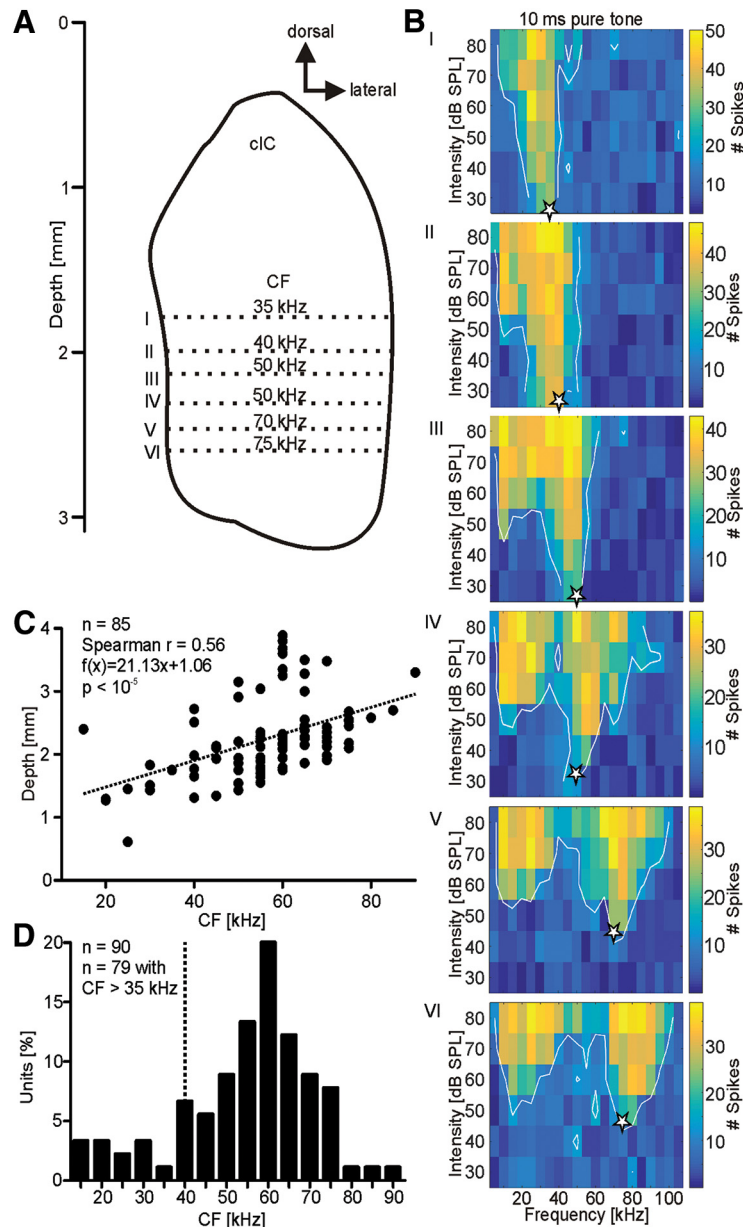 A
0
dorsal
lateral
cIC
1
Depth [mm]
CF
I
35 kHz
2
II
40 kHz
III
50 kHz
IV
50 kHz
V
70 kHz
VI
75 kHz
3
B
10 ms pure tone
I
80
70
60
50
40
30
Intensity [dB SPL]
50
40
30
20
10
# Spikes
II
80
70
60
50
40
30
Intensity [dB SPL]
40
30
20
10
# Spikes
III
80
70
60
50
40
30
Intensity [dB SPL]
40
30
20
10
# Spikes
IV
80
70
60
50
40
30
Intensity [dB SPL]
30
20
10
# Spikes
V
80
70
60
50
40
30
Intensity [dB SPL]
30
20
10
# Spikes
VI
80
70
60
50
40
30
Intensity [dB SPL]
30
20
10
# Spikes
20 40 60 80 100
Frequency [kHz]
C
n = 85
Spearman r = 0.56
f(x)=21.13x+1.06
p < 10-5
4
3
2
1
0
Depth [mm]
20 40 60 80
CF [kHz]
D
n = 90
n = 79 with
CF > 35 kHz
20
15
10
5
0
Units [%]
20 30 40 50 60 70 80 90
CF [kHz]